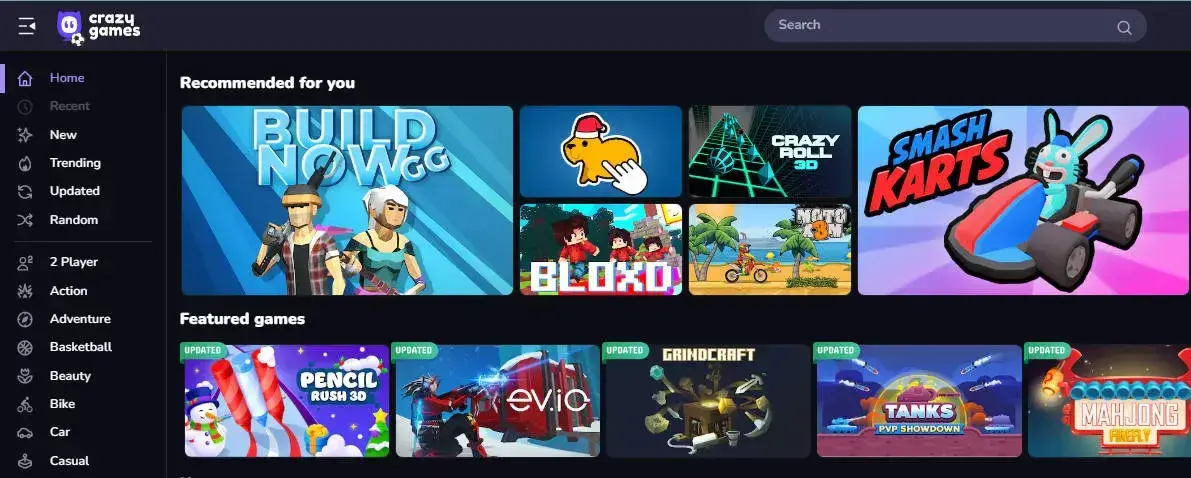 crazy
games
Search
Home
Recent
New
Trending
Updated
Random
2 Player
Action
Adventure
Basketball
Beauty
Bike
Car
Casual
Recommended for you
BUILD
NOWGG
CRAZY
ROLL
3D
BLOXD
MOTO
X3M
SMASH
KARTS
Featured games
UPDATED
PENCIL
RUSH 3D
UPDATED
ev.io
UPDATED
GRINDCRAFT
UPDATED
TANKS
PVP SHOWDOWN
UPDATED
MAHJONG
FIREFLY